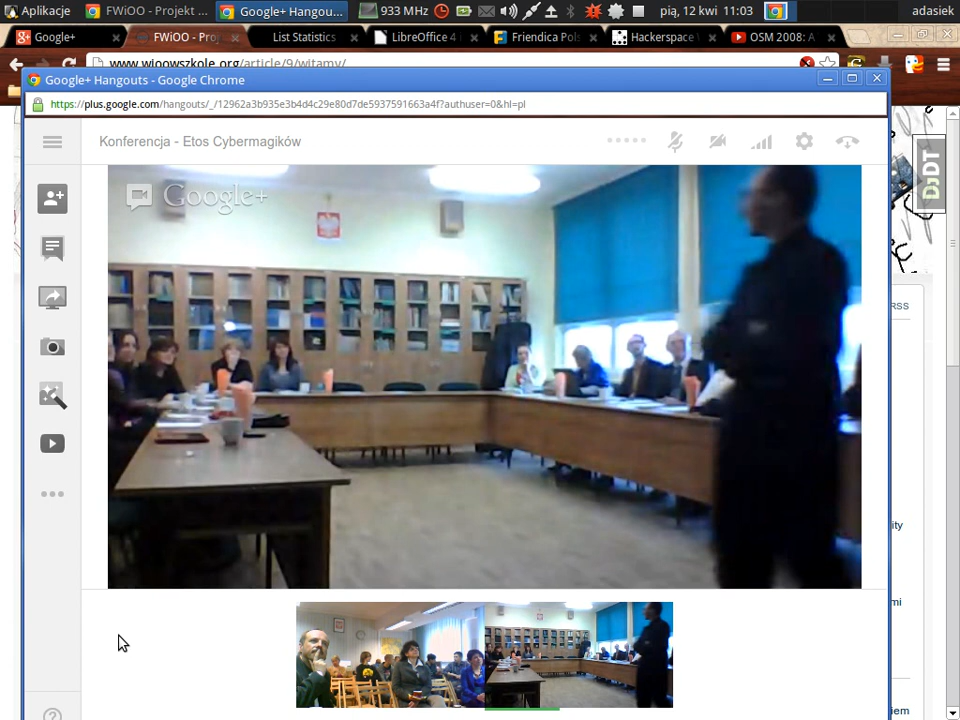 Aplikacje FWiOO - Projekt ... Google+ Hangou... 933 MHz pią, 12 kwi 11:03 adasiek
Google+ FWiOO - Proj List Statistics LibreOffice 4 Friendica Pols Hackerspace OSM 2008: A
www.wioowszkole.org/article/9/witamy/
Google+ Hangouts - Google Chrome
https://plus.google.com/hangouts/_/12962a3b935e3b4d4c29e80d7de5937591663a4f?authuser=0&hl=pl
Konferencja - Etos Cybermagików
Google+
RSS
ity
mi
iem